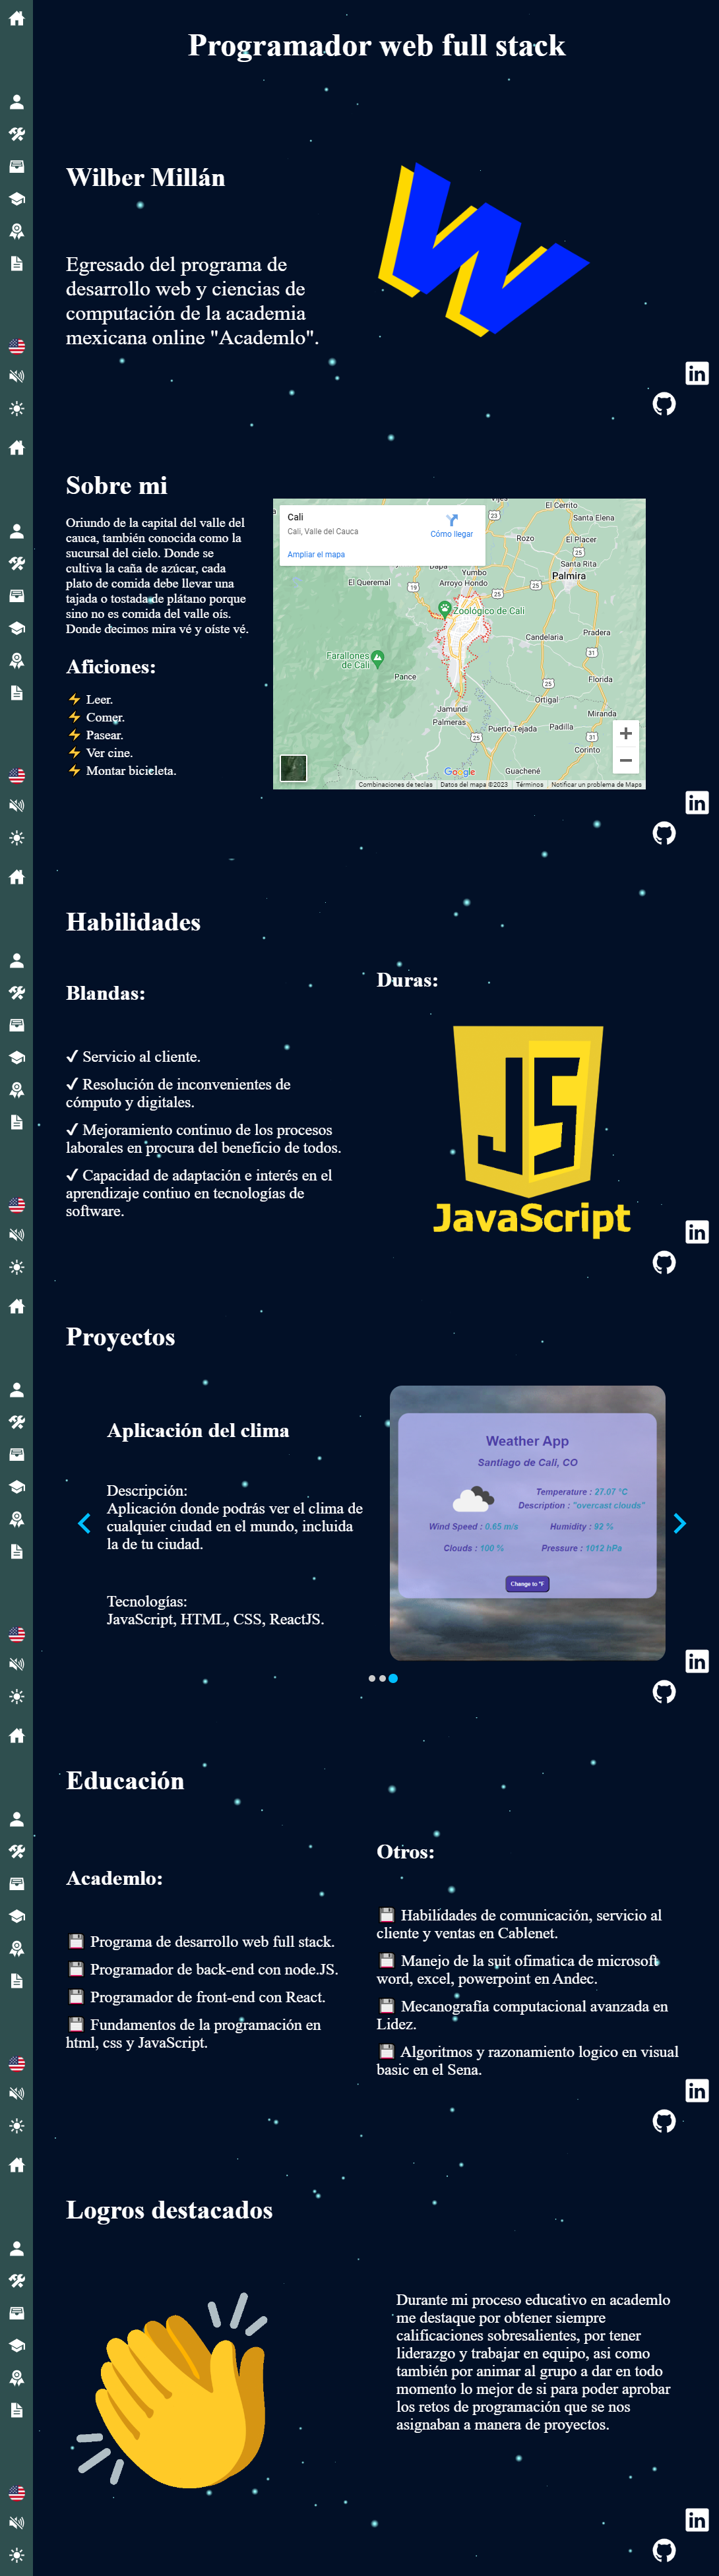 Programador web full stack
Wilber Millán
Egresado del programa de
desarrollo web y ciencias de
computación de la academia
mexicana online "Academlo".
Sobre mi
Oriundo de la capital del valle del
cauca, también conocida como la
sucursal del cielo. Donde se
cultiva la caña de azúcar, cada
plato de comida debe llevar una
tajada o tostada de plátano porque
sino no es comida del valle oís.
Donde decimos mira vé y oiste vé.
Aficiones:
⚡ Leer.
⚡ Comer.
⚡ Pasear.
⚡ Ver cine.
⚡ Montar bicicleta.
Cali
Cali, Valle del Cauca
Cómo llegar
Ampliar el mapa
El Cerrito
23
Santa Elena
Rozo
El Placer
25
Santa Rita
Yumbo
Palmira
El Queremal
Arroyo Hondo
19
25
25
Zoológico de Cali
Candelaria
Pradera
Farallones
de Cali
31
Pance
Florida
Ortigal
Jamundí
Miranda
Palmeras
Puerto Tejada
Padilla
25
31
Corinto
Guachené
Google
Combinaciones de teclas
Datos del mapa ©2023
Términos
Notificar un problema de Maps
in
Habilidades
Blandas:
✓ Servicio al cliente.
✓ Resolución de inconvenientes de
cómputo y digitales.
✓ Mejoramiento continuo de los procesos
laborales en procura del beneficio de todos.
✓ Capacidad de adaptación e interés en el
aprendizaje contiuo en tecnologías de
software.
Duras:
JS
JavaScript
in
Proyectos
Aplicación del clima
Descripción:
Aplicación donde podrás ver el clima de
cualquier ciudad en el mundo, incluida
la de tu ciudad.
Tecnologías:
JavaScript, HTML, CSS, ReactJS.
Weather App
Santiago de Cali, CO
Temperature : 27.07 °C
Description : "overcast clouds"
Wind Speed : 0.65 m/s
Humidity : 92 %
Clouds : 100 %
Pressure : 1012 hPa
Change to °F
in
Educación
Academlo:
💾 Programa de desarrollo web full stack.
💾 Programador de back-end con node.JS.
💾 Programador de front-end con React.
💾 Fundamentos de la programación en
html, css y JavaScript.
Otros:
💾 Habilidades de comunicación, servicio al
cliente y ventas en Cablenet.
💾 Manejo de la suit ofimatica de microsoft
word, excel, powerpoint en Andec.
💾 Mecanografía computacional avanzada en
Lidez.
💾 Algoritmos y razonamiento logico en visual
basic en el Sena.
in
Logros destacados
Durante mi proceso educativo en academlo
me destaque por obtener siempre
calificaciones sobresalientes, por tener
liderazgo y trabajar en equipo, asi como
también por animar al grupo a dar en todo
momento lo mejor de si para poder aprobar
los retos de programación que se nos
asignaban a manera de proyectos.
in